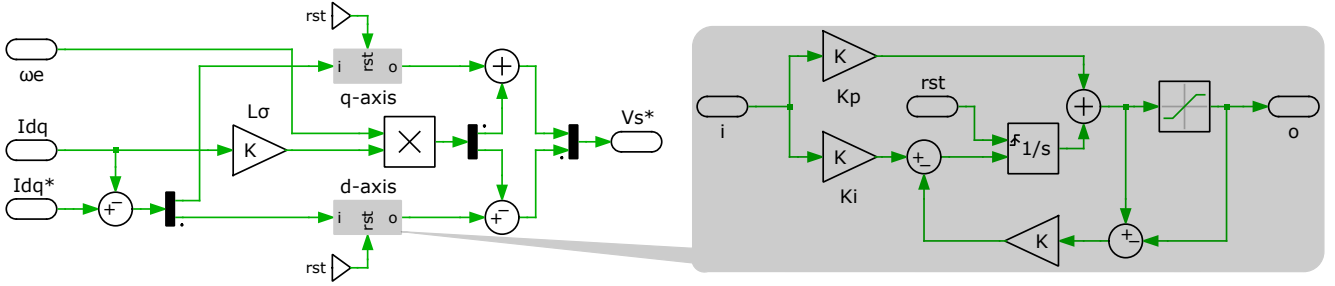 rst
ωe
i rst o
q-axis
Lσ
Idq
K
Vs*
Idq*
d-axis
i rst o
rst
K
Kp
i
rst
K
Ki
1/s
o
K